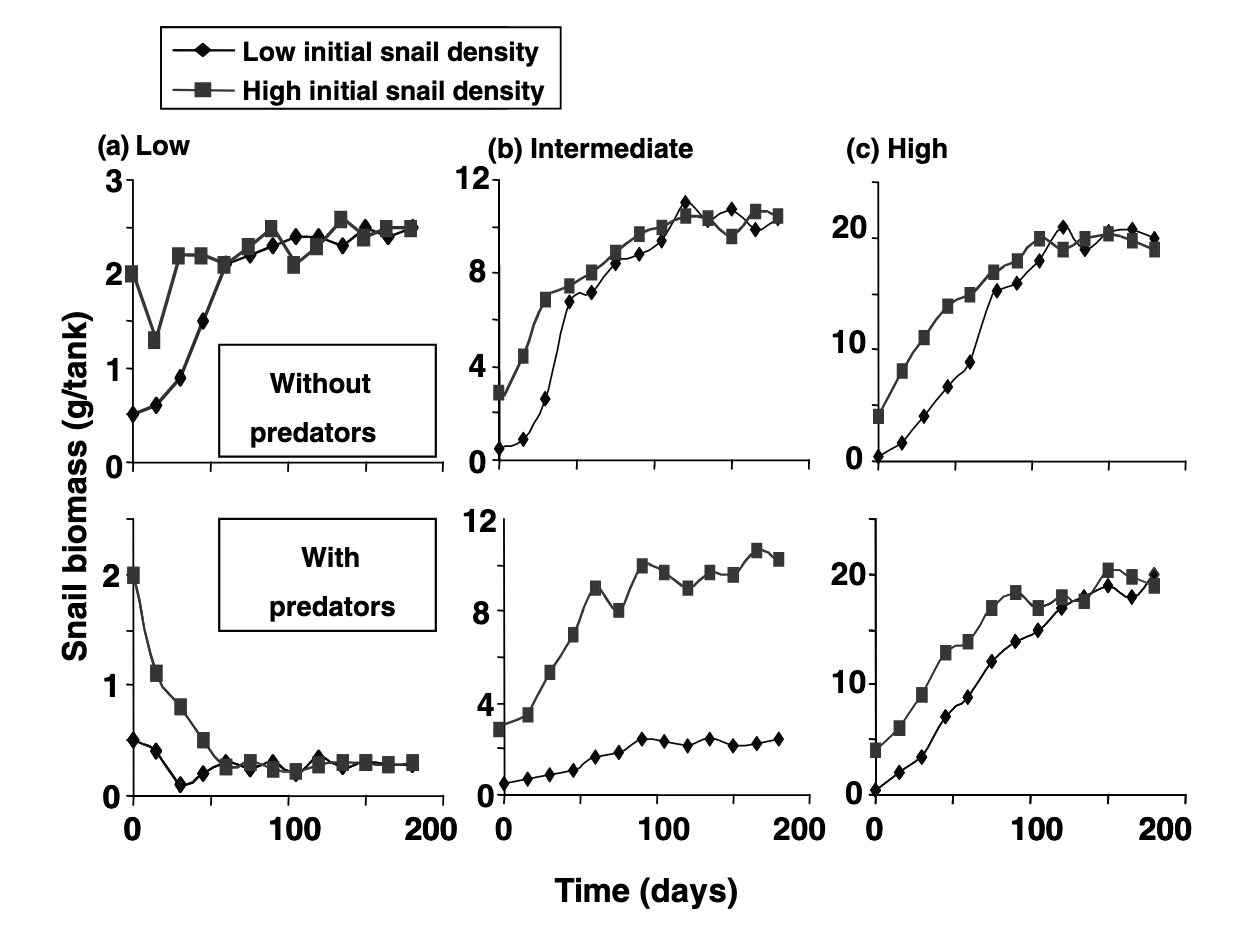 Low initial snail density
High initial snail density
(a) Low
(b) Intermediate
(c) High
3
2
1
0
Without
predators
12
8
4
0
20
10
0
Snail biomass (g/tank)
2
1
0
With
predators
12
8
4
0
20
10
0
0 100 200
0 100 200
0 100 200
Time (days)